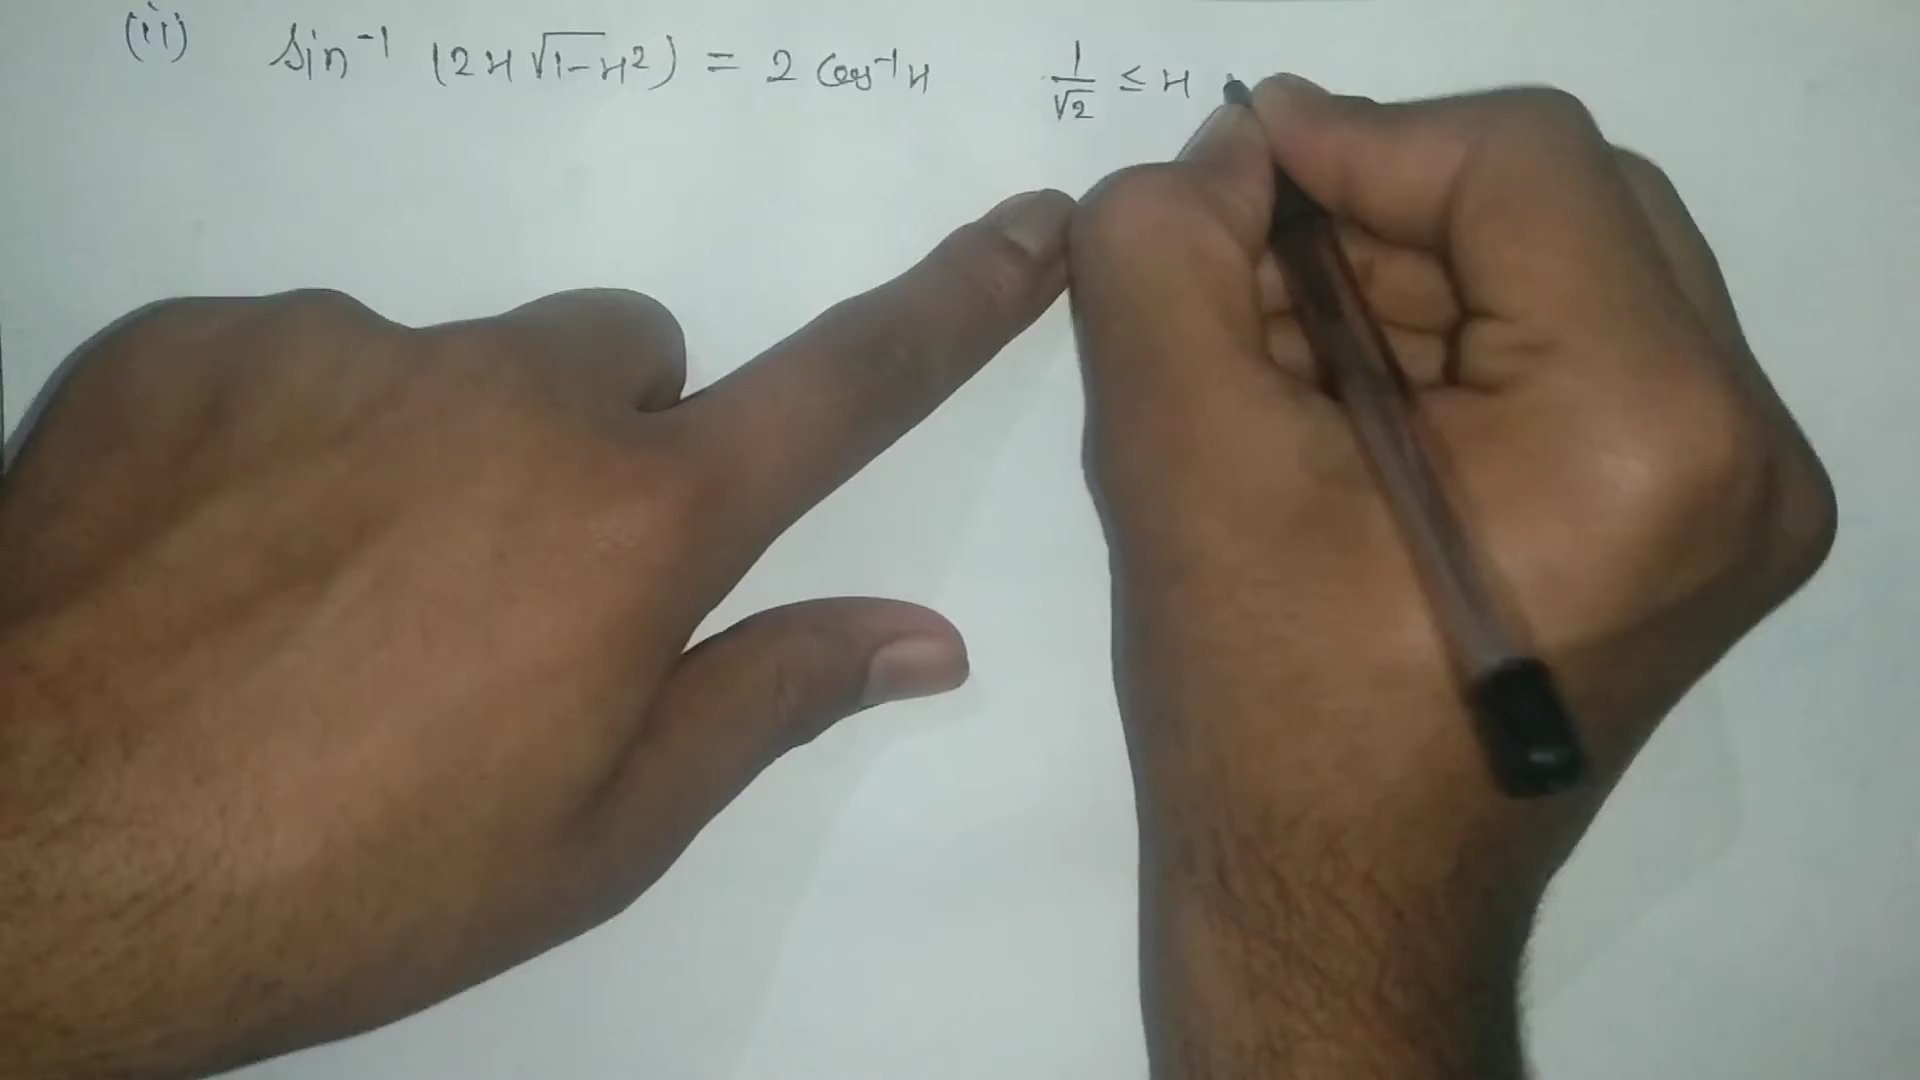 (ii) sin⁻¹ (2x√1-x²) = 2 cos⁻¹x 1/√2 ≤ x